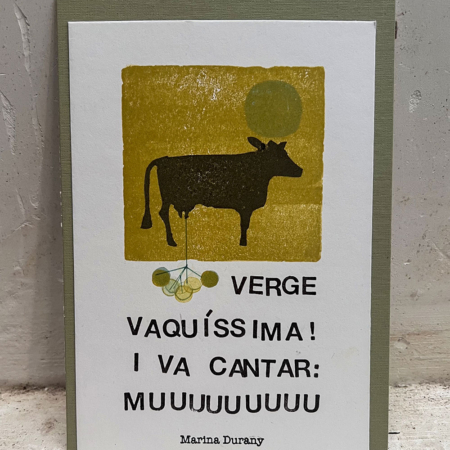 VERGE
VAQUÍSSIMA!
I VA CANTAR:
MUUUUUUUUU
Marina Durany